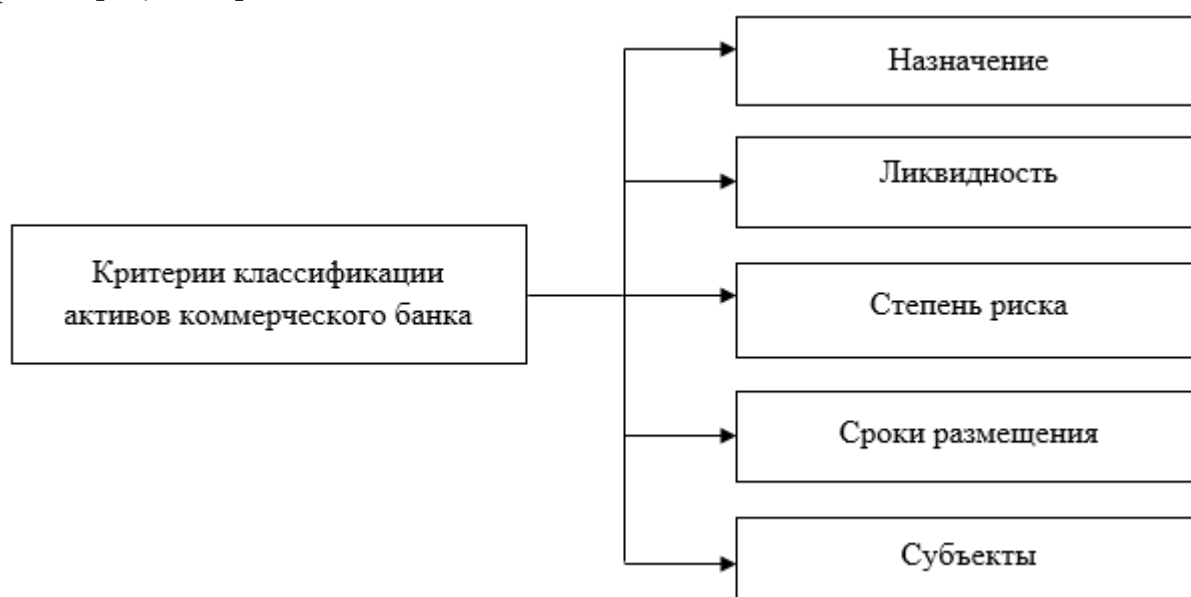 Критерии классификации
активов коммерческого банка
Назначение
Ликвидность
Степень риска
Сроки размещения
Субъекты